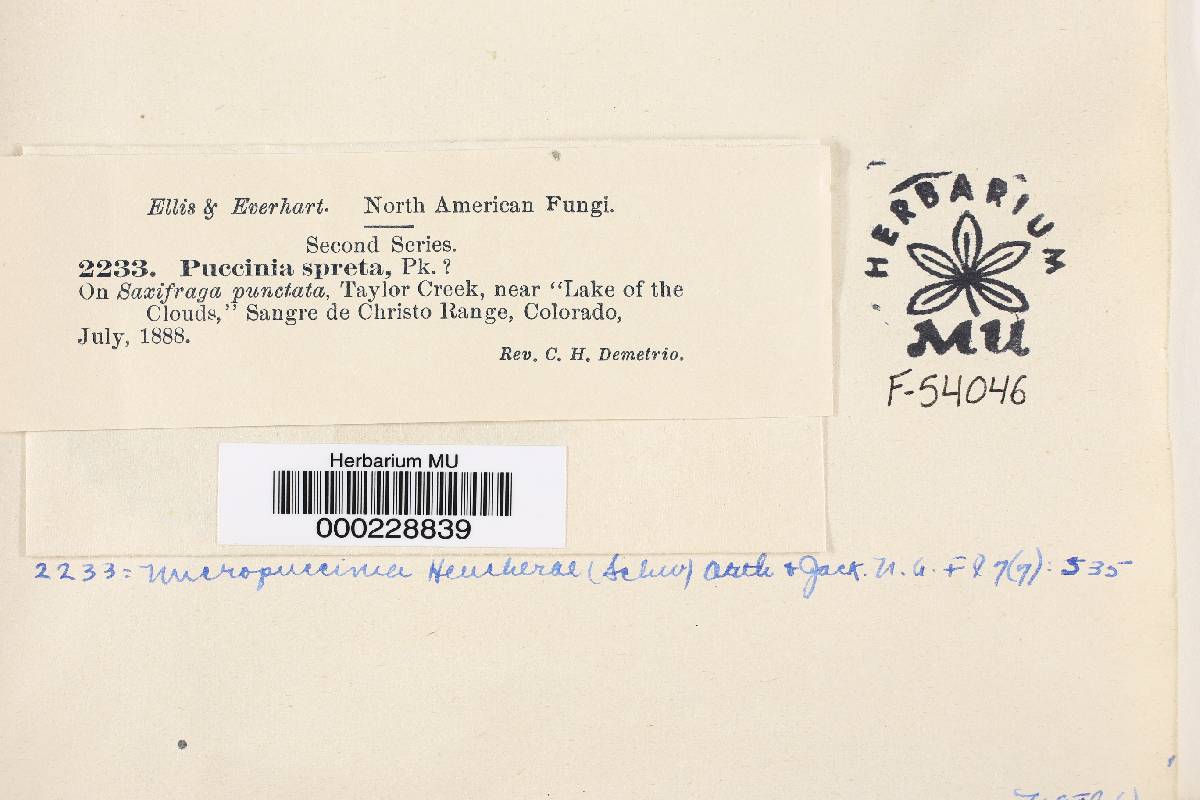 Ellis & Everhart. North American Fungi.
Second Series.
2233. Puccinia spreta, Pk. ?
On Saxifraga punctata, Taylor Creek, near “Lake of the
Clouds,” Sangre de Christo Range, Colorado,
July, 1888.
Rev. C. H. Demetrio.
HERBARIUM
MU
F-54046
Herbarium MU
000228839
2233 = Micropuccinia Heucherae (Schw) Arth & Jack. N. A. Fl 7(7): 535